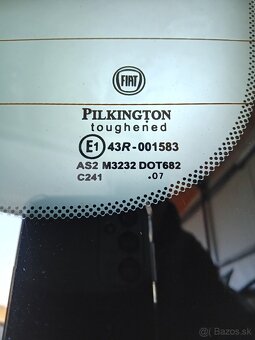 FIAT
PILKINGTON
toughened
E1 43R-001583
AS2 M3232 DOT682
C241 .07
Bazos.sk